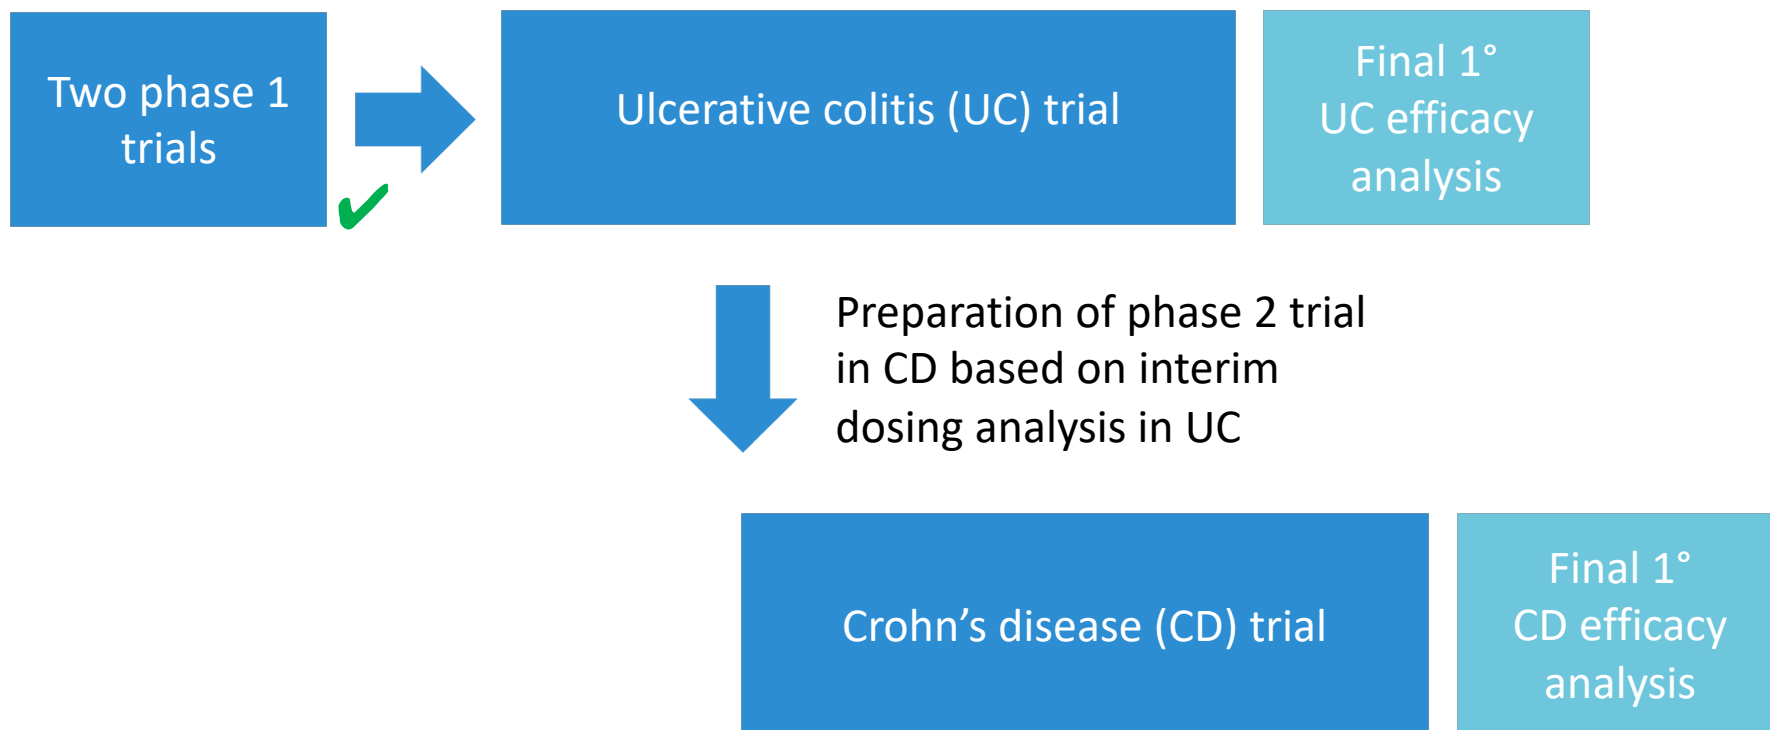 Two phase 1
trials
Ulcerative colitis (UC) trial
Final 1°
UC efficacy
analysis
Preparation of phase 2 trial
in CD based on interim
dosing analysis in UC
Crohn’s disease (CD) trial
Final 1°
CD efficacy
analysis